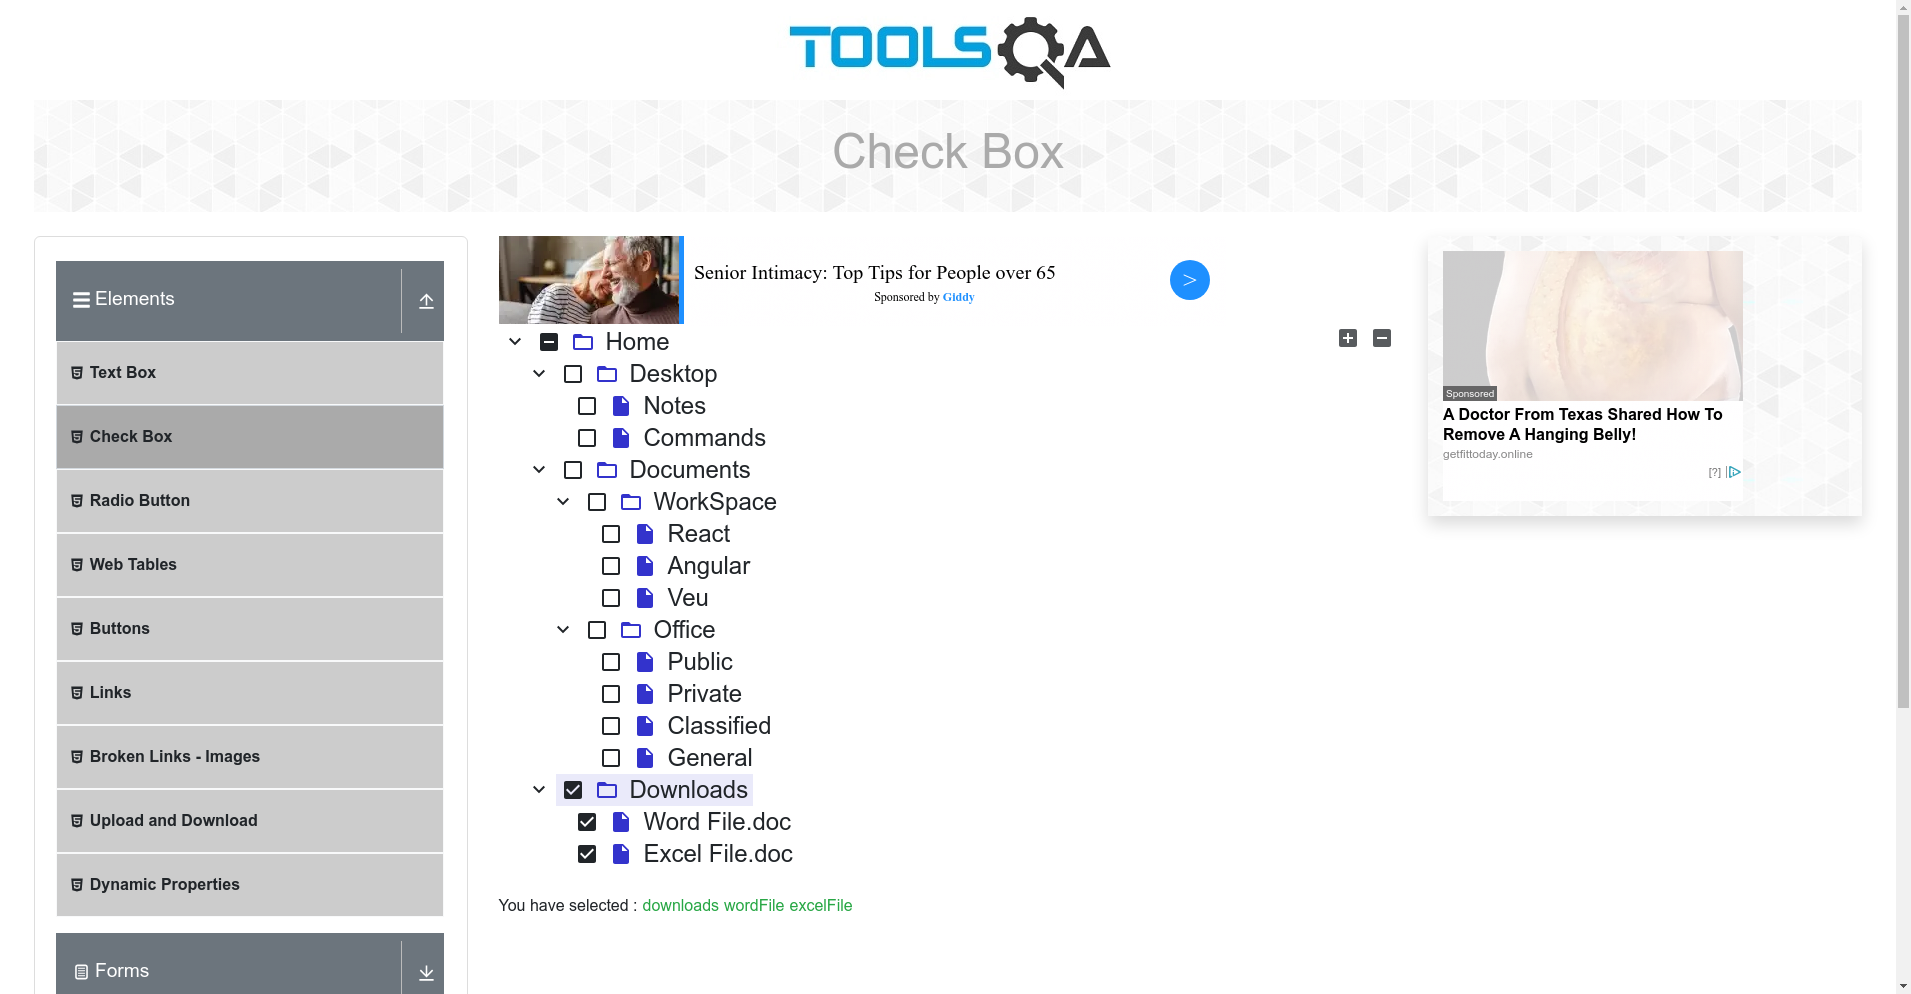 TOOLSQA
Check Box
Elements
Text Box
Check Box
Radio Button
Web Tables
Buttons
Links
Broken Links - Images
Upload and Download
Dynamic Properties
Forms
Senior Intimacy: Top Tips for People over 65
Sponsored by Giddy
>
Home
Desktop
Notes
Commands
Documents
WorkSpace
React
Angular
Veu
Office
Public
Private
Classified
General
Downloads
Word File.doc
Excel File.doc
You have selected : downloads wordFile excelFile
Sponsored
A Doctor From Texas Shared How To
Remove A Hanging Belly!
getfittoday.online
[?]